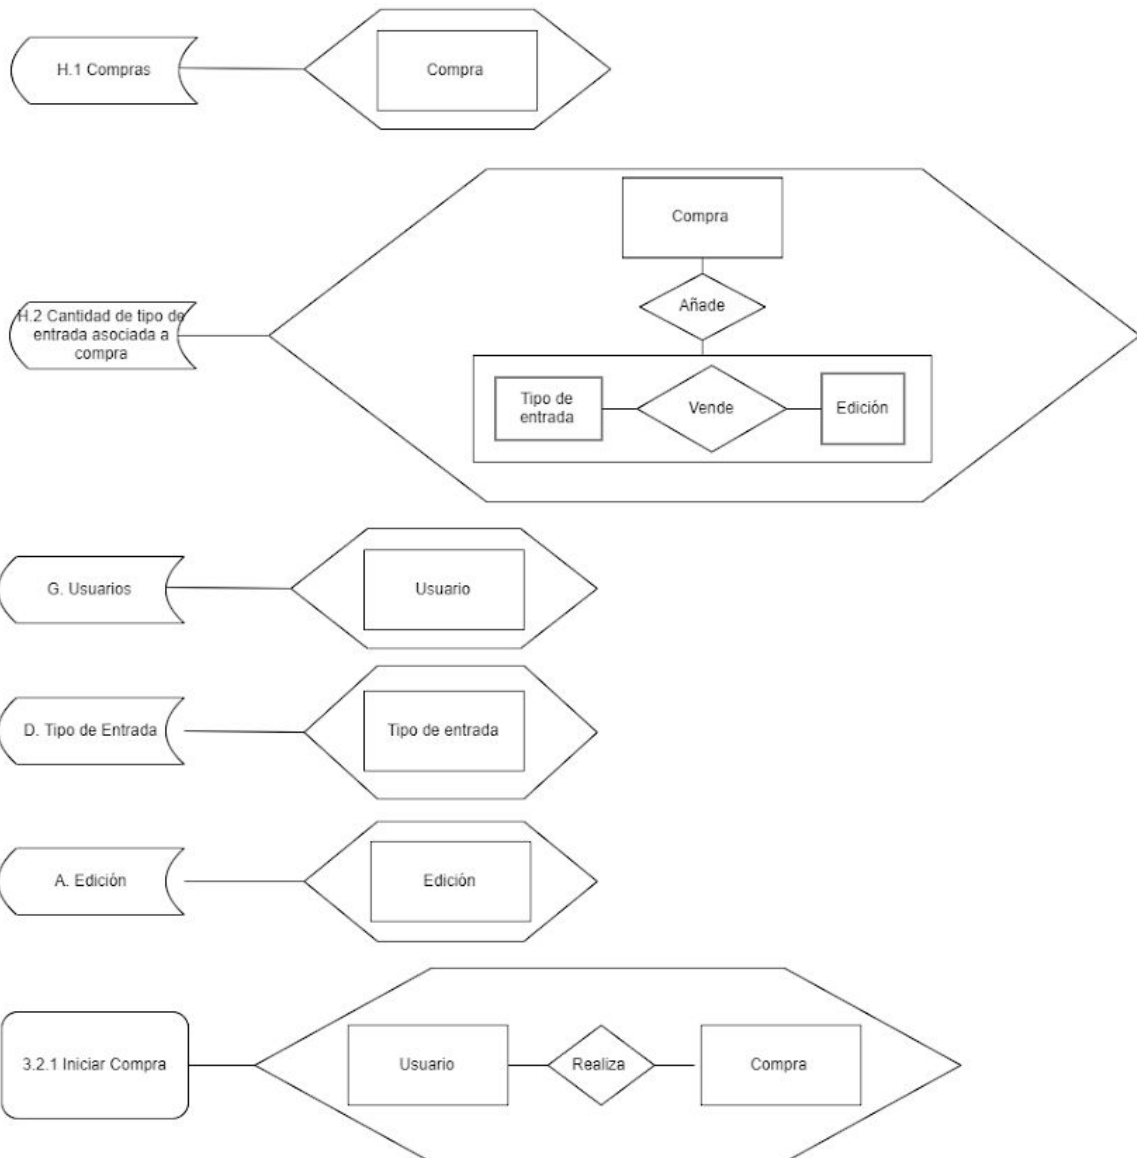 H.1 Compras
Compra
Compra
Añade
H.2 Cantidad de tipo de
entrada asociada a
compra
Tipo de
entrada
Vende
Edición
G. Usuarios
Usuario
D. Tipo de Entrada
Tipo de entrada
A. Edición
Edición
3.2.1 Iniciar Compra
Usuario
Realiza
Compra